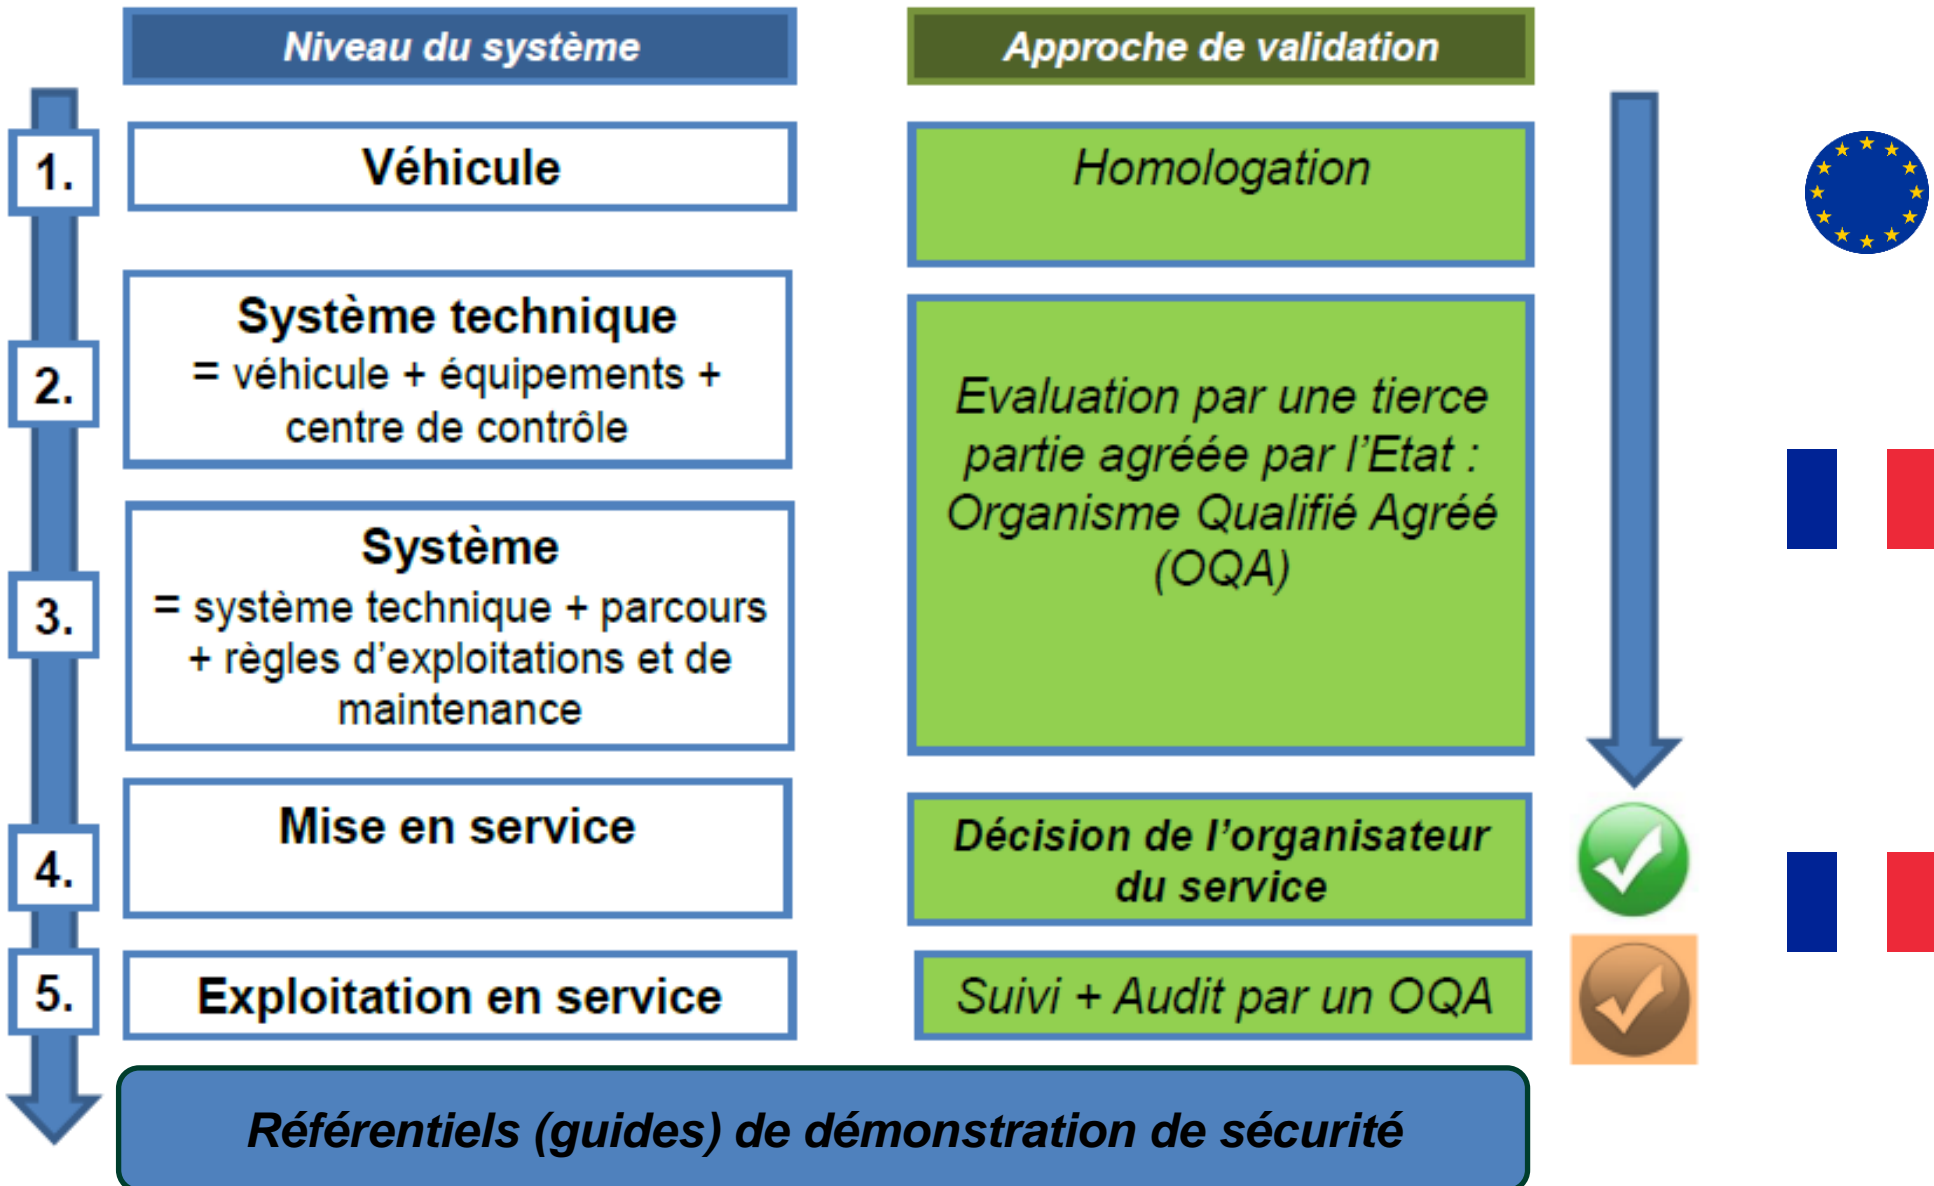 Niveau du système
Approche de validation
1.
Véhicule
Homologation
2.
Système technique
= véhicule + équipements +
centre de contrôle
Evaluation par une tierce
partie agréée par l'Etat :
Organisme Qualifié Agréé
(OQA)
3.
Système
= système technique + parcours
+ règles d'exploitations et de
maintenance
4.
Mise en service
Décision de l'organisateur
du service
5.
Exploitation en service
Suivi + Audit par un OQA
Référentiels (guides) de démonstration de sécurité